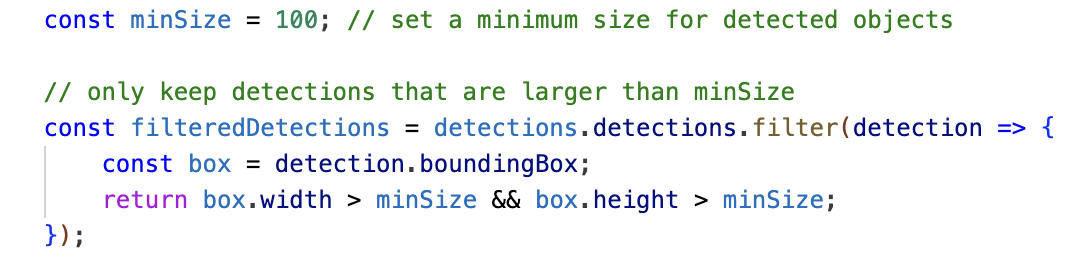 const minSize = 100; // set a minimum size for detected objects

// only keep detections that are larger than minSize
const filteredDetections = detections.detections.filter(detection => {
    const box = detection.boundingBox;
    return box.width > minSize && box.height > minSize;
});